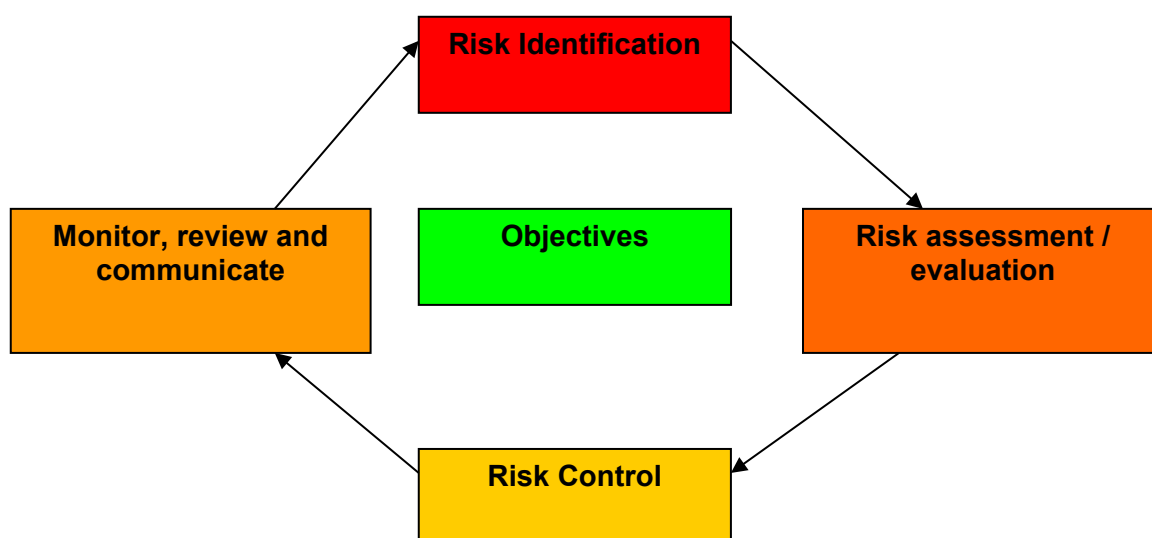 Risk Identification
Monitor, review and
communicate
Objectives
Risk assessment /
evaluation
Risk Control